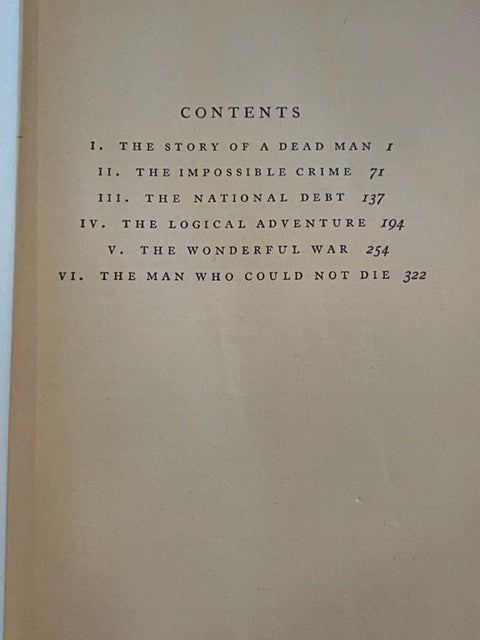 CONTENTS
I. THE STORY OF A DEAD MAN 1
II. THE IMPOSSIBLE CRIME 71
III. THE NATIONAL DEBT 137
IV. THE LOGICAL ADVENTURE 194
V. THE WONDERFUL WAR 254
VI. THE MAN WHO COULD NOT DIE 322